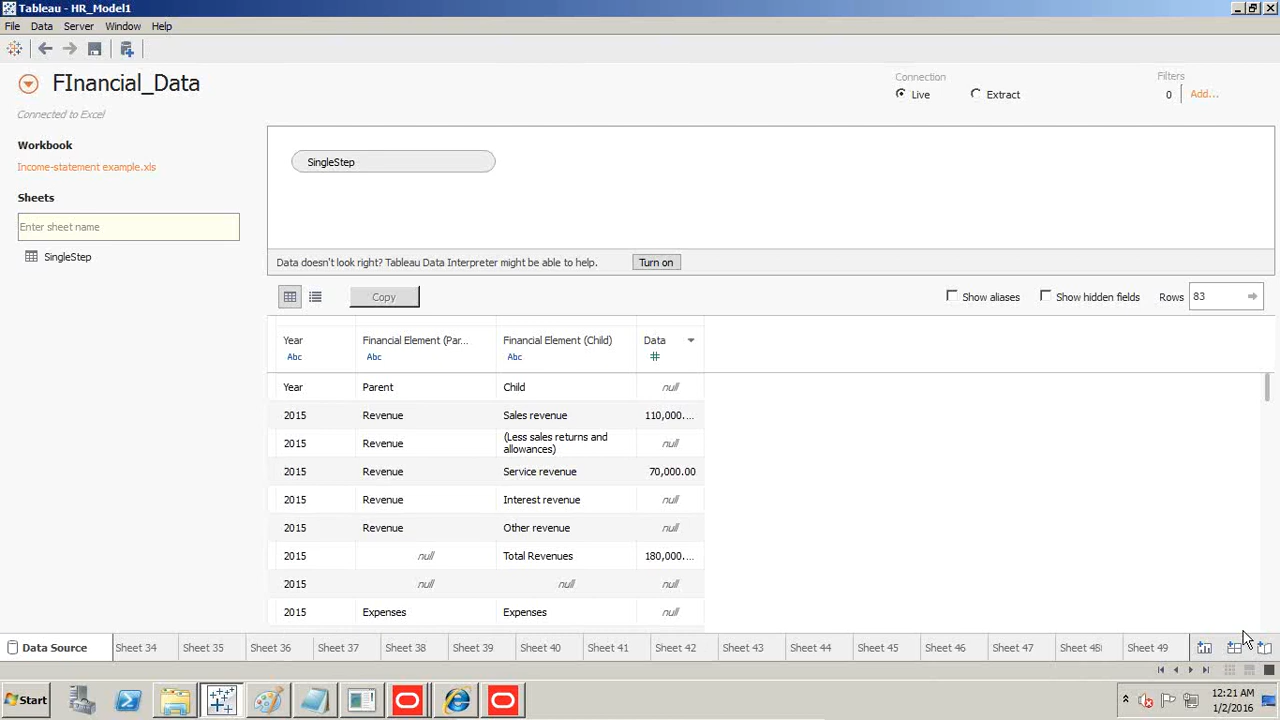 Tableau - HR_Model1
File Data Server Window Help
FInancial_Data
Connected to Excel
Workbook
Income-statement example.xls
Sheets
Enter sheet name
SingleStep
Connection
Live Extract
Filters
0 Add...
SingleStep
Data doesn't look right? Tableau Data Interpreter might be able to help. Turn on
Copy Show aliases Show hidden fields Rows 83
Year Financial Element (Par... Financial Element (Child) Data
Abc Abc Abc #
Year Parent Child null
2015 Revenue Sales revenue 110,000....
2015 Revenue (Less sales returns and
allowances) null
2015 Revenue Service revenue 70,000.00
2015 Revenue Interest revenue null
2015 Revenue Other revenue null
2015 null Total Revenues 180,000....
2015 null null null
2015 Expenses Expenses null
Data Source Sheet 34 Sheet 35 Sheet 36 Sheet 37 Sheet 38 Sheet 39 Sheet 40 Sheet 41 Sheet 42 Sheet 43 Sheet 44 Sheet 45 Sheet 46 Sheet 47 Sheet 48 Sheet 49
Start
12:21 AM
1/2/2016